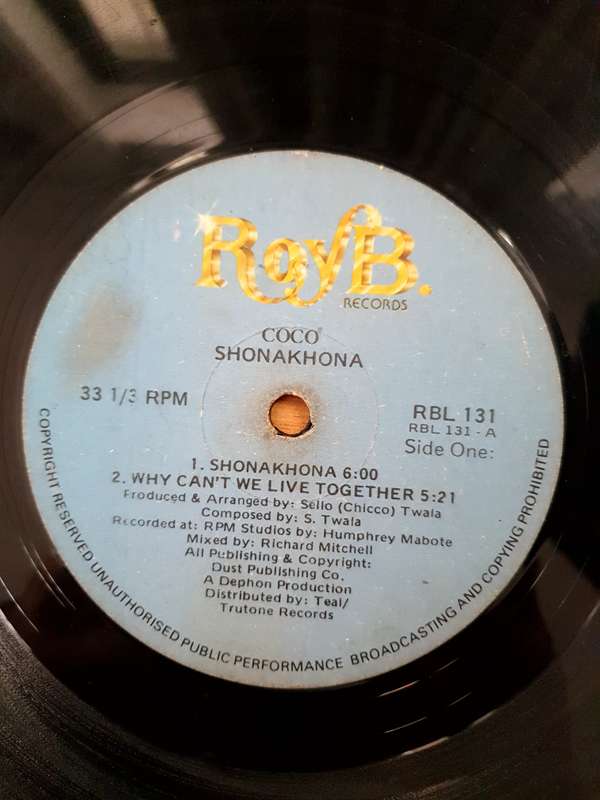 RoyB.
RECORDS
COCO
SHONAKHONA
33 1/3 RPM
RBL 131
RBL 131 - A
Side One:
1. SHONAKHONA 6:00
2. WHY CAN'T WE LIVE TOGETHER 5:21
Produced & Arranged by: Sello (Chicco) Twala
Composed by: S. Twala
Recorded at: RPM Studios by: Humphrey Mabote
Mixed by: Richard Mitchell
All Publishing & Copyright:
Dust Publishing Co.
A Dephon Production
Distributed by: Teal/
Trutone Records
COPYRIGHT RESERVED UNAUTHORISED PUBLIC PERFORMANCE BROADCASTING AND COPYING PROHIBITED